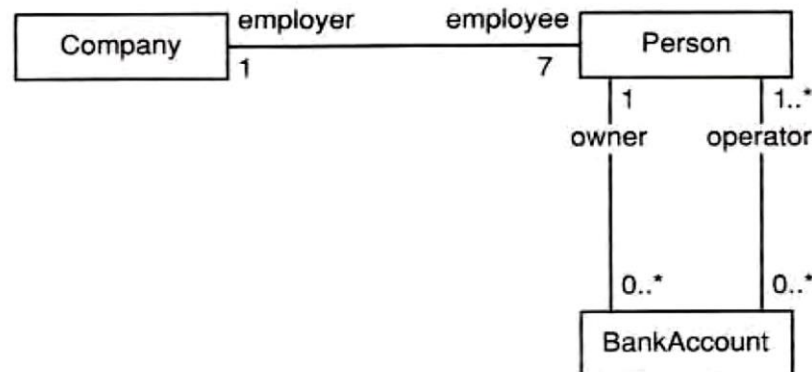 employer employee
Company Person
1 7
1 1..*
owner operator
0..* 0..*
BankAccount